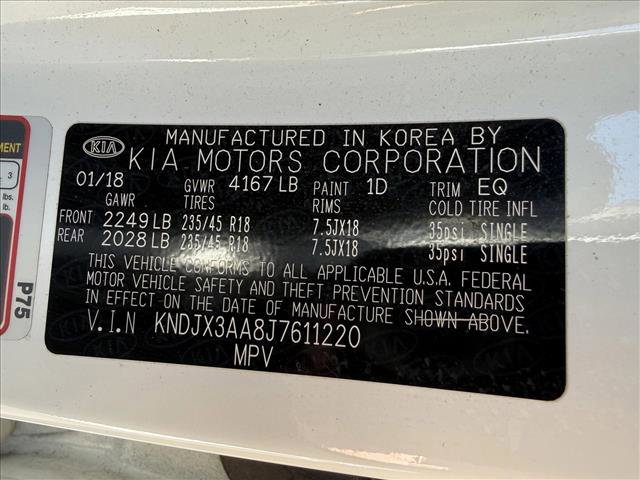 KIA
MANUFACTURED IN KOREA BY
KIA MOTORS CORPORATION
01/18 GVWR 4167 LB PAINT 1D TRIM EQ
GAWR TIRES RIMS COLD TIRE INFL
FRONT 2249 LB 235/45 R18 7.5JX18 35psi SINGLE
REAR 2028 LB 235/45 R18 7.5JX18 35psi SINGLE
THIS VEHICLE CONFORMS TO ALL APPLICABLE U.S.A. FEDERAL
MOTOR VEHICLE SAFETY AND THEFT PREVENTION STANDARDS
IN EFFECT ON THE DATE OF MANUFACTURE SHOWN ABOVE.
V.I.N KNDJX3AA8J7611220
MPV
3
lbs.
lb.
P75